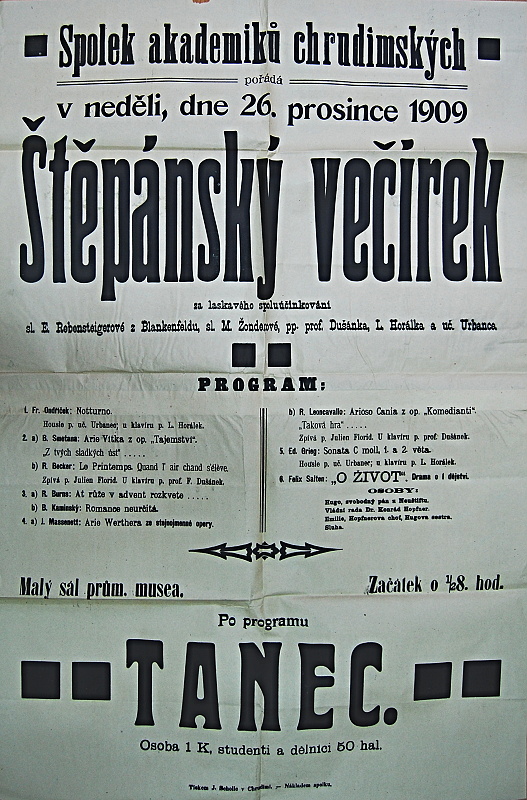 Spolek akademiků chrudimských
pořádá
v neděli, dne 26. prosince 1909
Štěpánský večírek
za laskavého spoluúčinkování
sl. E. Rebensteigerové z Blankenfeldu, sl. M. Žondeové, pp. prof. Dušánka, L. Horálka a uč. Urbance.
PROGRAM:
1. Fr. Ondříček: Notturno.
Housle p. uč. Urbanec; u klavíru p. L. Horálek.
2. a) B. Smetana: Arie Vítka z op. „Tajemství“.
„Z tvých sladkých úst“ . . . . .
b) R. Becker: Le Printemps. Quand l' air chand s'élève.
Zpívá p. Julien Florid. U klavíru p. prof. F. Dušánek.
3. a) R. Burns: Ať růže v advent rozkvete . . . . .
b) B. Kaminský: Romance neurčitá.
4. a) J. Massenett: Arie Werthera ze stejnojmenné opery.
b) R. Leoncavallo: Arioso Cania z op. „Komedianti“.
„Taková hra“ . . . . .
Zpívá p. Julien Florid. U klavíru p. prof. Dušánek.
5. Ed. Grieg: Sonata C moll, 1. a 2. věta.
Housle p. uč. Urbanec; u klavíru p. L. Horálek.
6. Felix Salten: „O ŽIVOT“. Drama o 1 dějství.
OSOBY:
Hugo, svobodný pán z
Vládní rada Dr. Konrád Hopfner.
Emilie, Hopfnerova choť, Hugova sestra.
Sluha.
Malý sál prům. musea.
Začátek o 1/2 8. hod.
Po programu
TANEC.
Osoba 1 K, studenti a dělníci 50 hal.
Tiskem J. Scholle v Chrudimi. — Nákladem spolku.